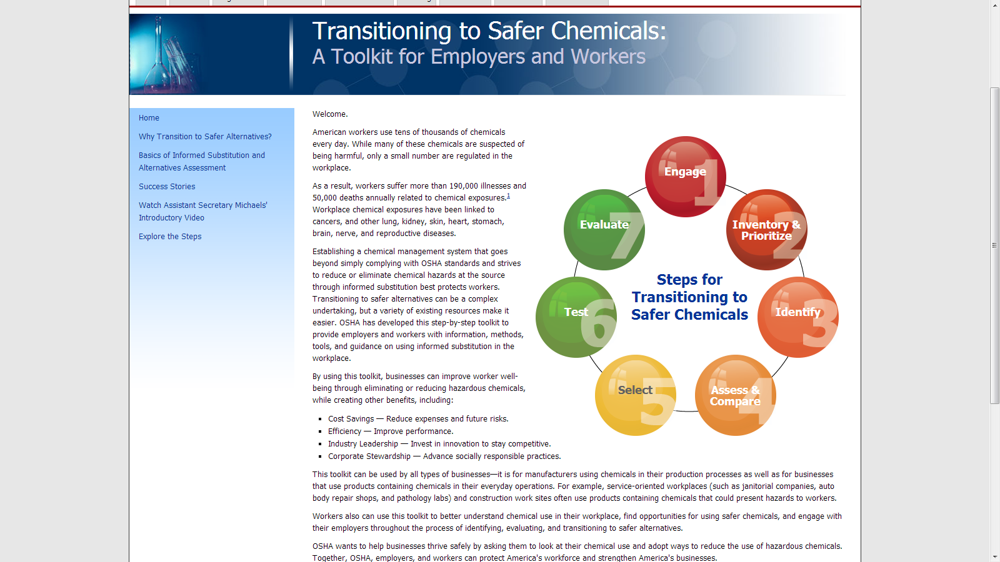 Transitioning to Safer Chemicals:
A Toolkit for Employers and Workers
Home
Why Transition to Safer Alternatives?
Basics of Informed Substitution and
Alternatives Assessment
Success Stories
Watch Assistant Secretary Michaels'
Introductory Video
Explore the Steps
Welcome.
American workers use tens of thousands of chemicals
every day. While many of these chemicals are suspected of
being harmful, only a small number are regulated in the
workplace.
As a result, workers suffer more than 190,000 illnesses and
50,000 deaths annually related to chemical exposures.1
Workplace chemical exposures have been linked to
cancers, and other lung, kidney, skin, heart, stomach,
brain, nerve, and reproductive diseases.
Establishing a chemical management system that goes
beyond simply complying with OSHA standards and strives
to reduce or eliminate chemical hazards at the source
through informed substitution best protects workers.
Transitioning to safer alternatives can be a complex
undertaking, but a variety of existing resources make it
easier. OSHA has developed this step-by-step toolkit to
provide employers and workers with information, methods,
tools, and guidance on using informed substitution in the
workplace.
By using this toolkit, businesses can improve worker well-
being through eliminating or reducing hazardous chemicals,
while creating other benefits, including:
▪ Cost Savings — Reduce expenses and future risks.
▪ Efficiency — Improve performance.
▪ Industry Leadership — Invest in innovation to stay competitive.
▪ Corporate Stewardship — Advance socially responsible practices.
Steps for
Transitioning to
Safer Chemicals
Engage
1
Inventory &
Prioritize
2
Identify
3
Assess &
Compare
4
Select
5
Test
6
Evaluate
7
This toolkit can be used by all types of businesses—it is for manufacturers using chemicals in their production processes as well as for businesses
that use products containing chemicals in their everyday operations. For example, service-oriented workplaces (such as janitorial companies, auto
body repair shops, and pathology labs) and construction work sites often use products containing chemicals that could present hazards to workers.
Workers also can use this toolkit to better understand chemical use in their workplace, find opportunities for using safer chemicals, and engage with
their employers throughout the process of identifying, evaluating, and transitioning to safer alternatives.
OSHA wants to help businesses thrive safely by asking them to look at their chemical use and adopt ways to reduce the use of hazardous chemicals.
Together, OSHA, employers, and workers can protect America's workforce and strengthen America's businesses.